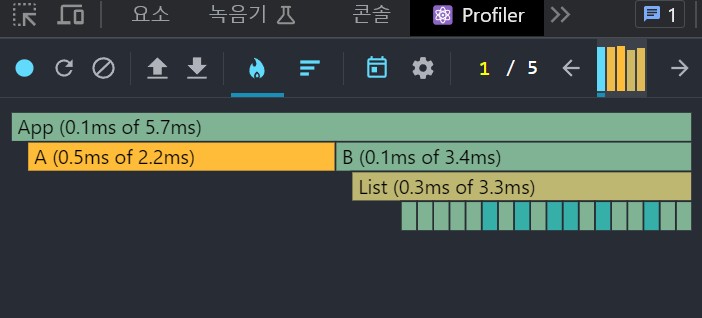 요소 녹음기 콘솔 Profiler 1
1 / 5
App (0.1ms of 5.7ms)
A (0.5ms of 2.2ms) B (0.1ms of 3.4ms)
List (0.3ms of 3.3ms)